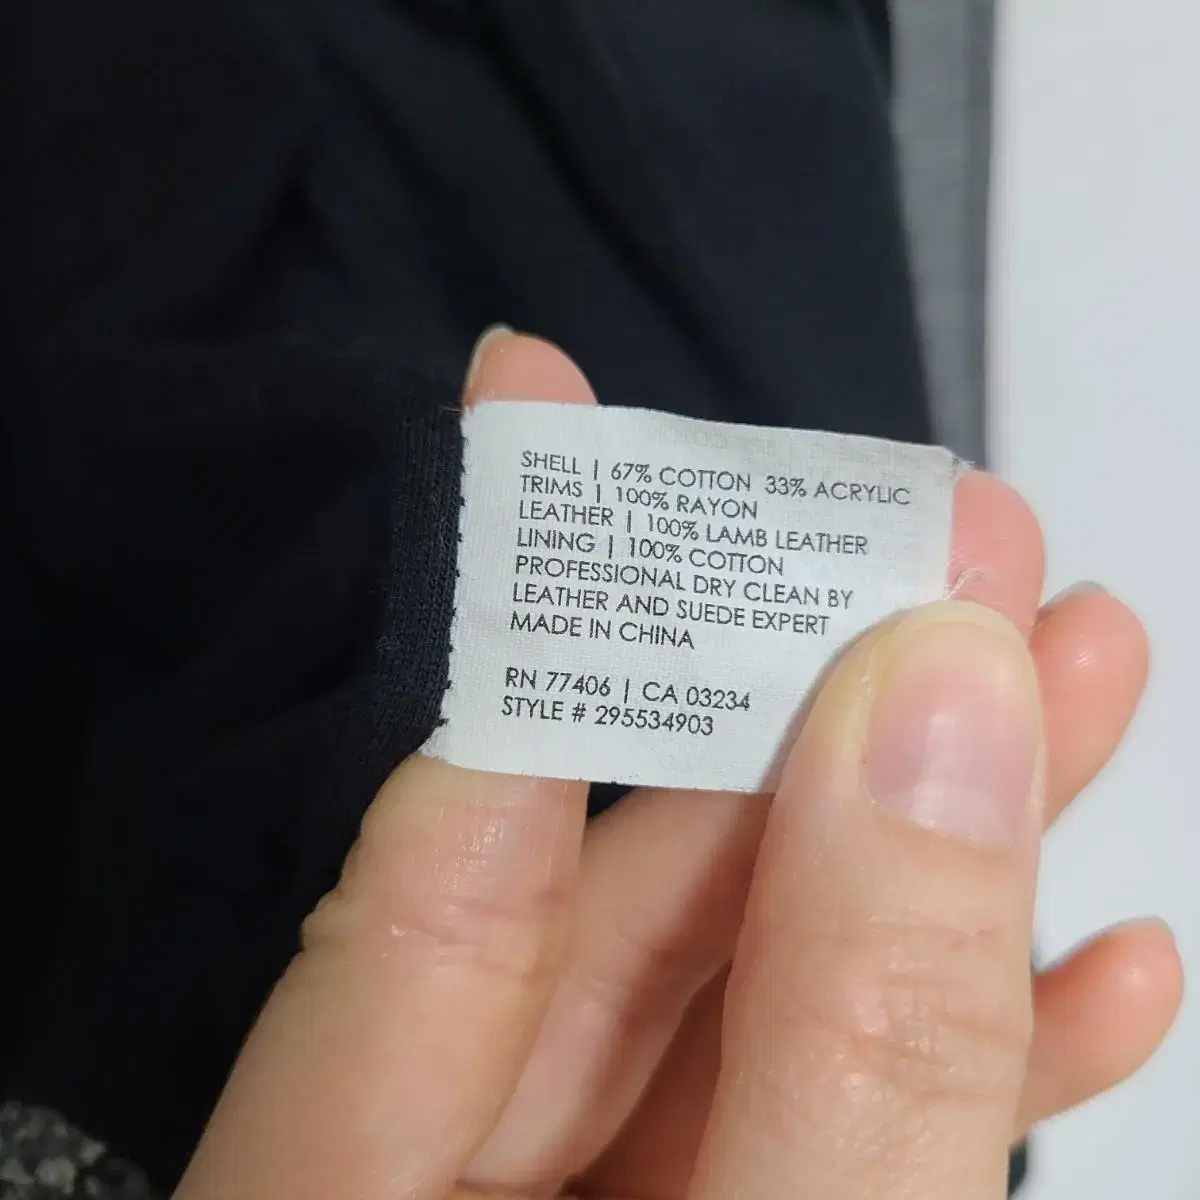 SHELL | 67% COTTON 33% ACRYLIC
TRIMS | 100% RAYON
LEATHER | 100% LAMB LEATHER
LINING | 100% COTTON
PROFESSIONAL DRY CLEAN BY
LEATHER AND SUEDE EXPERT
MADE IN CHINA
RN 77406 | CA 03234
STYLE # 295534903